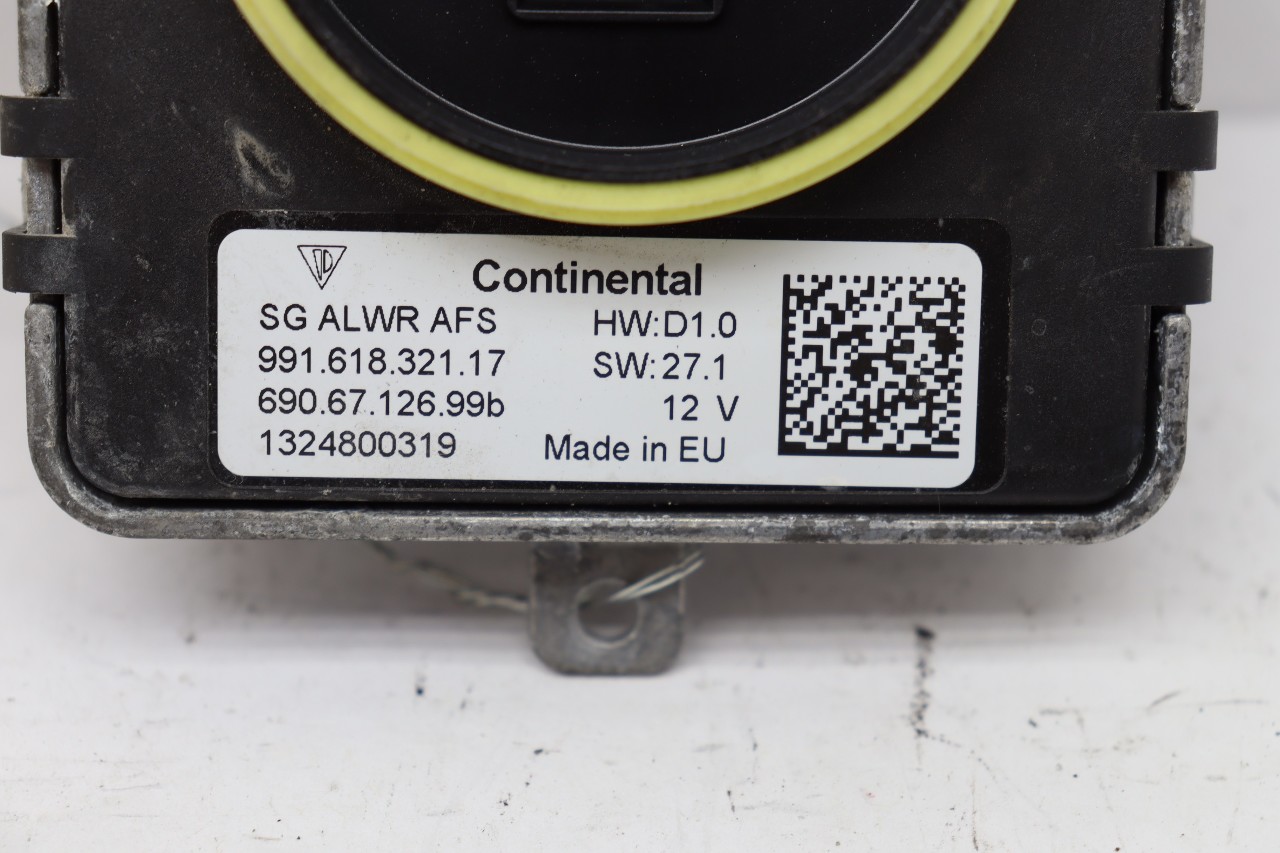 Continental
SG ALWR AFS HW:D1.0
991.618.321.17 SW:27.1
690.67.126.99b 12 V
1324800319 Made in EU